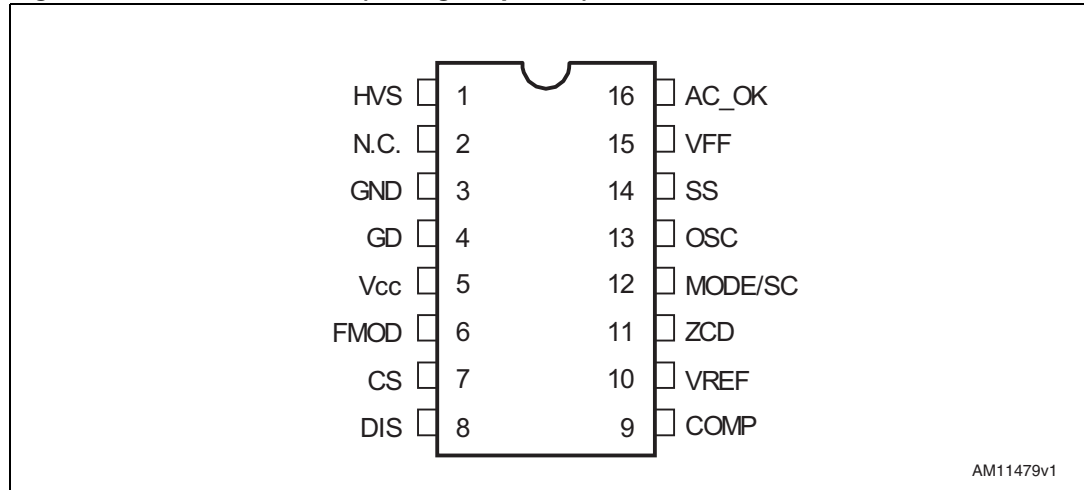 HVS 1 16 AC_OK
N.C. 2 15 VFF
GND 3 14 SS
GD 4 13 OSC
Vcc 5 12 MODE/SC
FMOD 6 11 ZCD
CS 7 10 VREF
DIS 8 9 COMP
AM11479v1